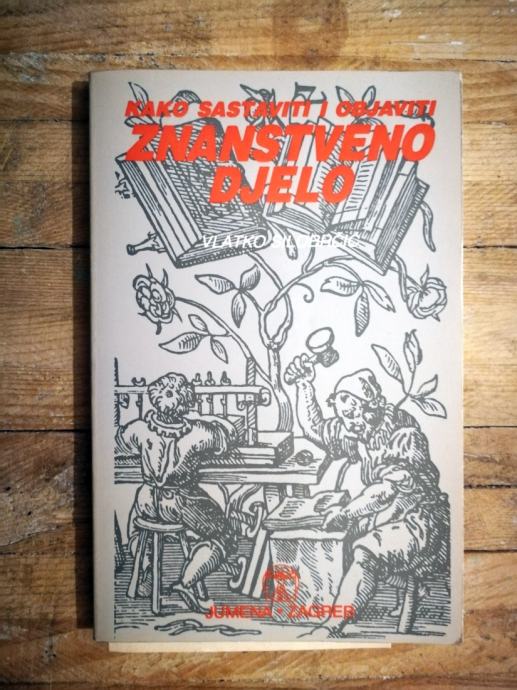 KAKO SASTAVITI I OBJAVITI
ZNANSTVENO
DJELO
VLATKO SILOBRČIĆ
JUMENA • ZAGREB